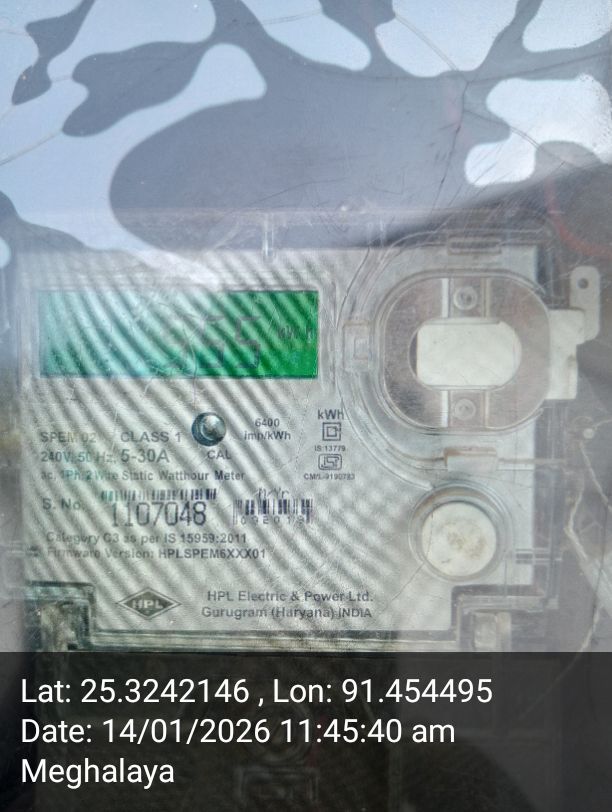 kWh
SPEM 02 CLASS 1
6400
imp/kWh
kWh
240V, 50 Hz, 5-30A
CAL
IS:13779
ac, 1Ph. 2 Wire Static Watthour Meter
CM/L-9190783
S. No.
1107048
092019
Category C3 as per IS 15959:2011
Firmware Version: HPLSPEM6XXX01
HPL
HPL Electric & Power Ltd.
Gurugram (Haryana) INDIA
Lat: 25.3242146 , Lon: 91.454495
Date: 14/01/2026 11:45:40 am
Meghalaya